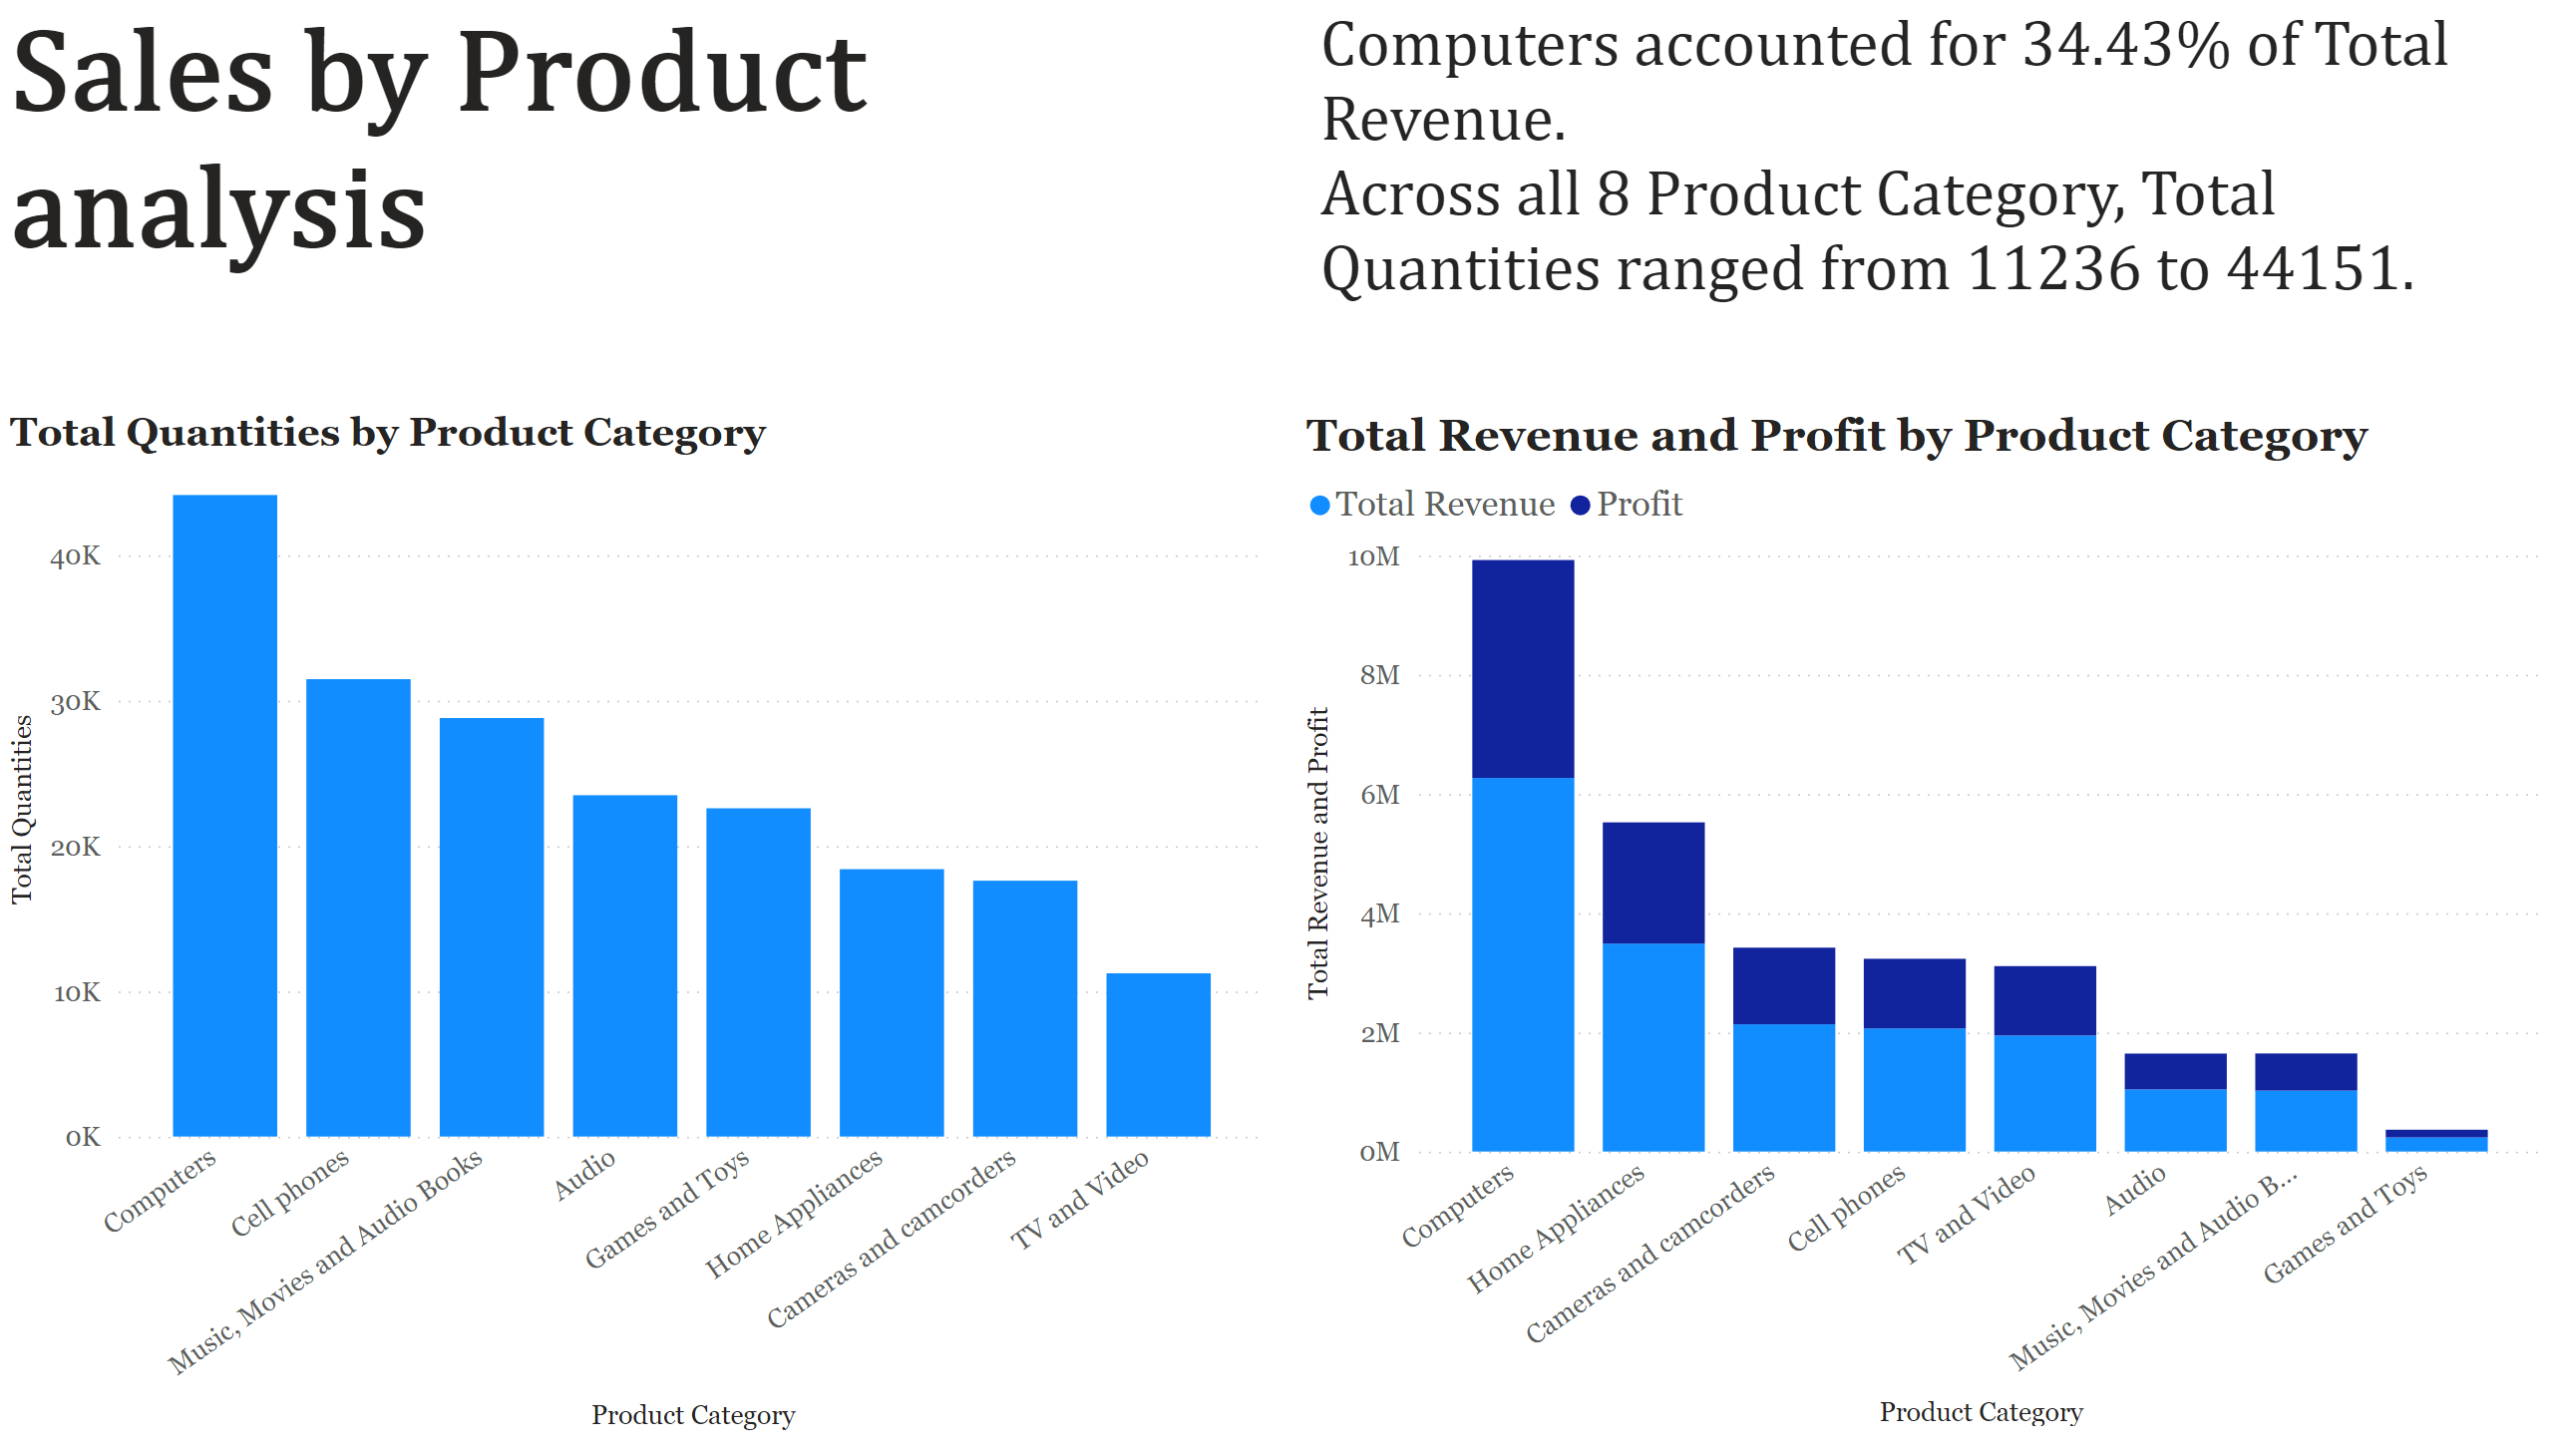 Sales by Product
analysis
Computers accounted for 34.43% of Total
Revenue.
Across all 8 Product Category, Total
Quantities ranged from 11236 to 44151.
Total Quantities by Product Category
Total Quantities
40K
30K
20K
10K
0K
Computers
Cell phones
Music, Movies and Audio Books
Audio
Games and Toys
Home Appliances
Cameras and camcorders
TV and Video
Product Category
Total Revenue and Profit by Product Category
Total Revenue
Profit
Total Revenue and Profit
10M
8M
6M
4M
2M
0M
Computers
Home Appliances
Cameras and camcorders
Cell phones
TV and Video
Audio
Music, Movies and Audio B...
Games and Toys
Product Category